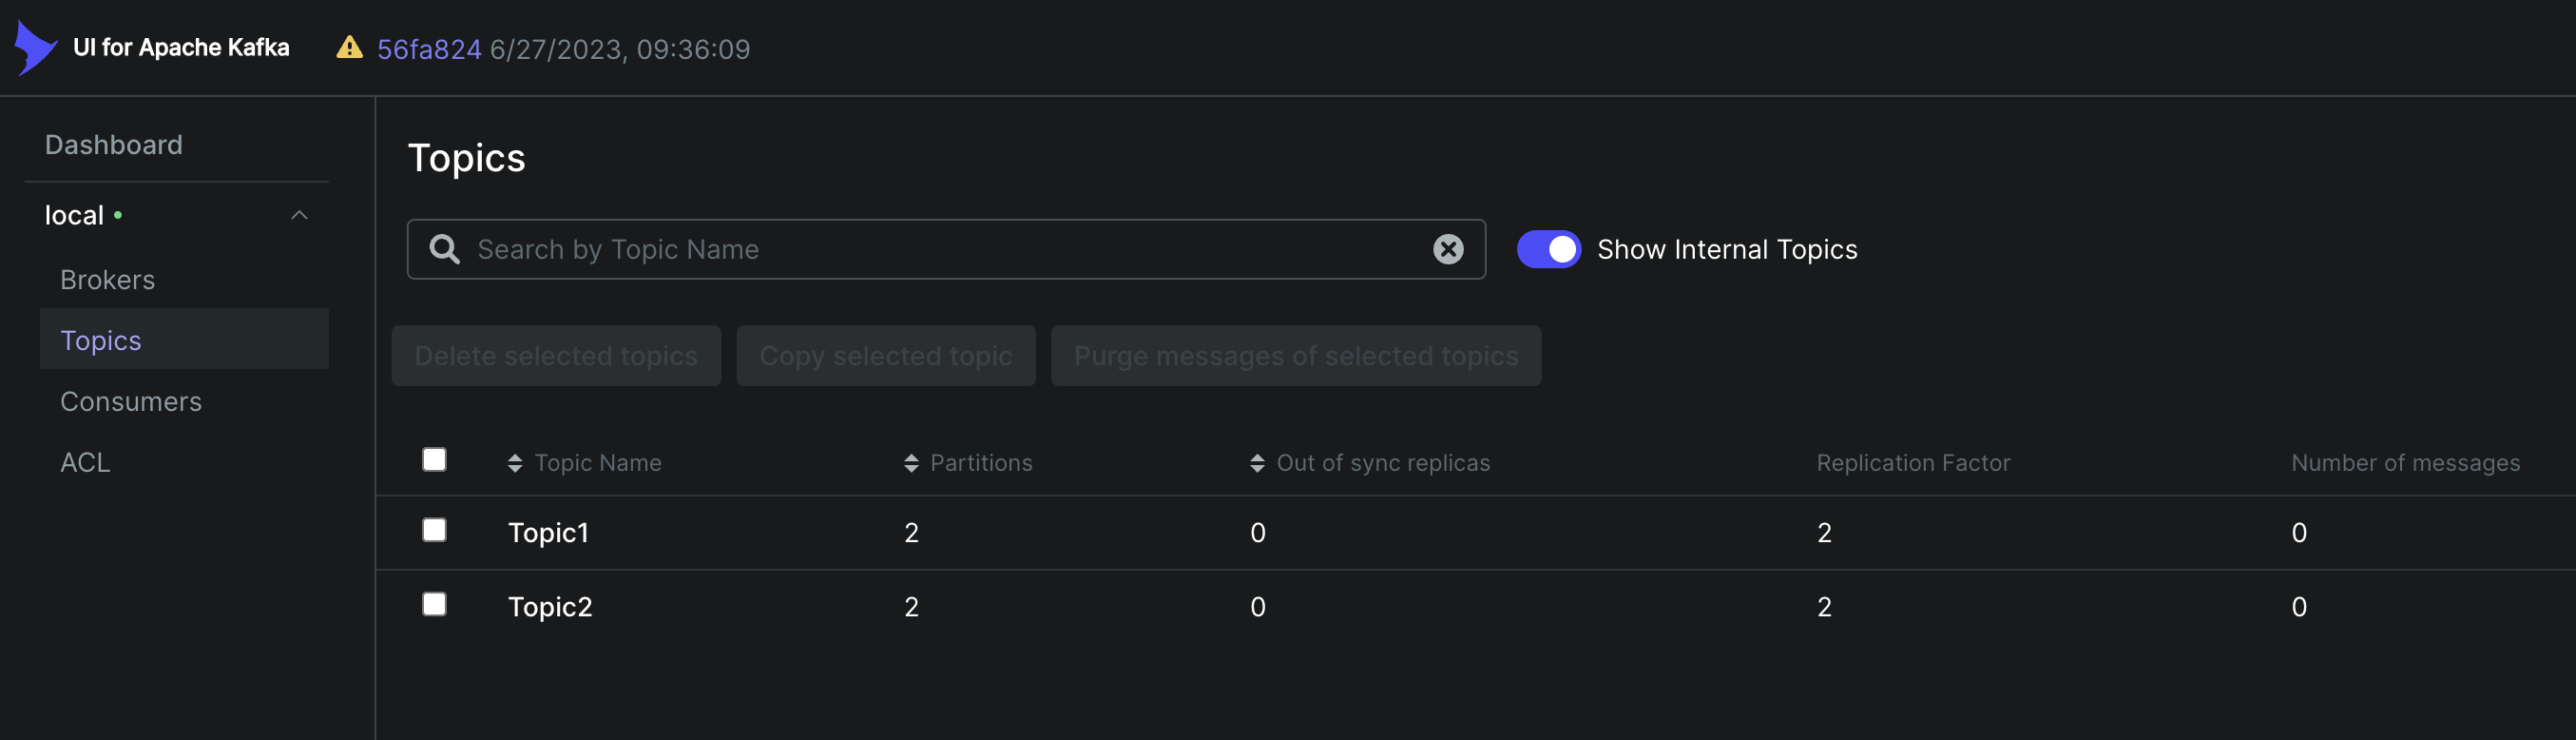 UI for Apache Kafka 56fa824 6/27/2023, 09:36:09
Dashboard
local
Brokers
Topics
Consumers
ACL
Topics
Search by Topic Name
Show Internal Topics
Delete selected topics Copy selected topic Purge messages of selected topics
Topic Name Partitions Out of sync replicas Replication Factor Number of messages
Topic1 2 0 2 0
Topic2 2 0 2 0